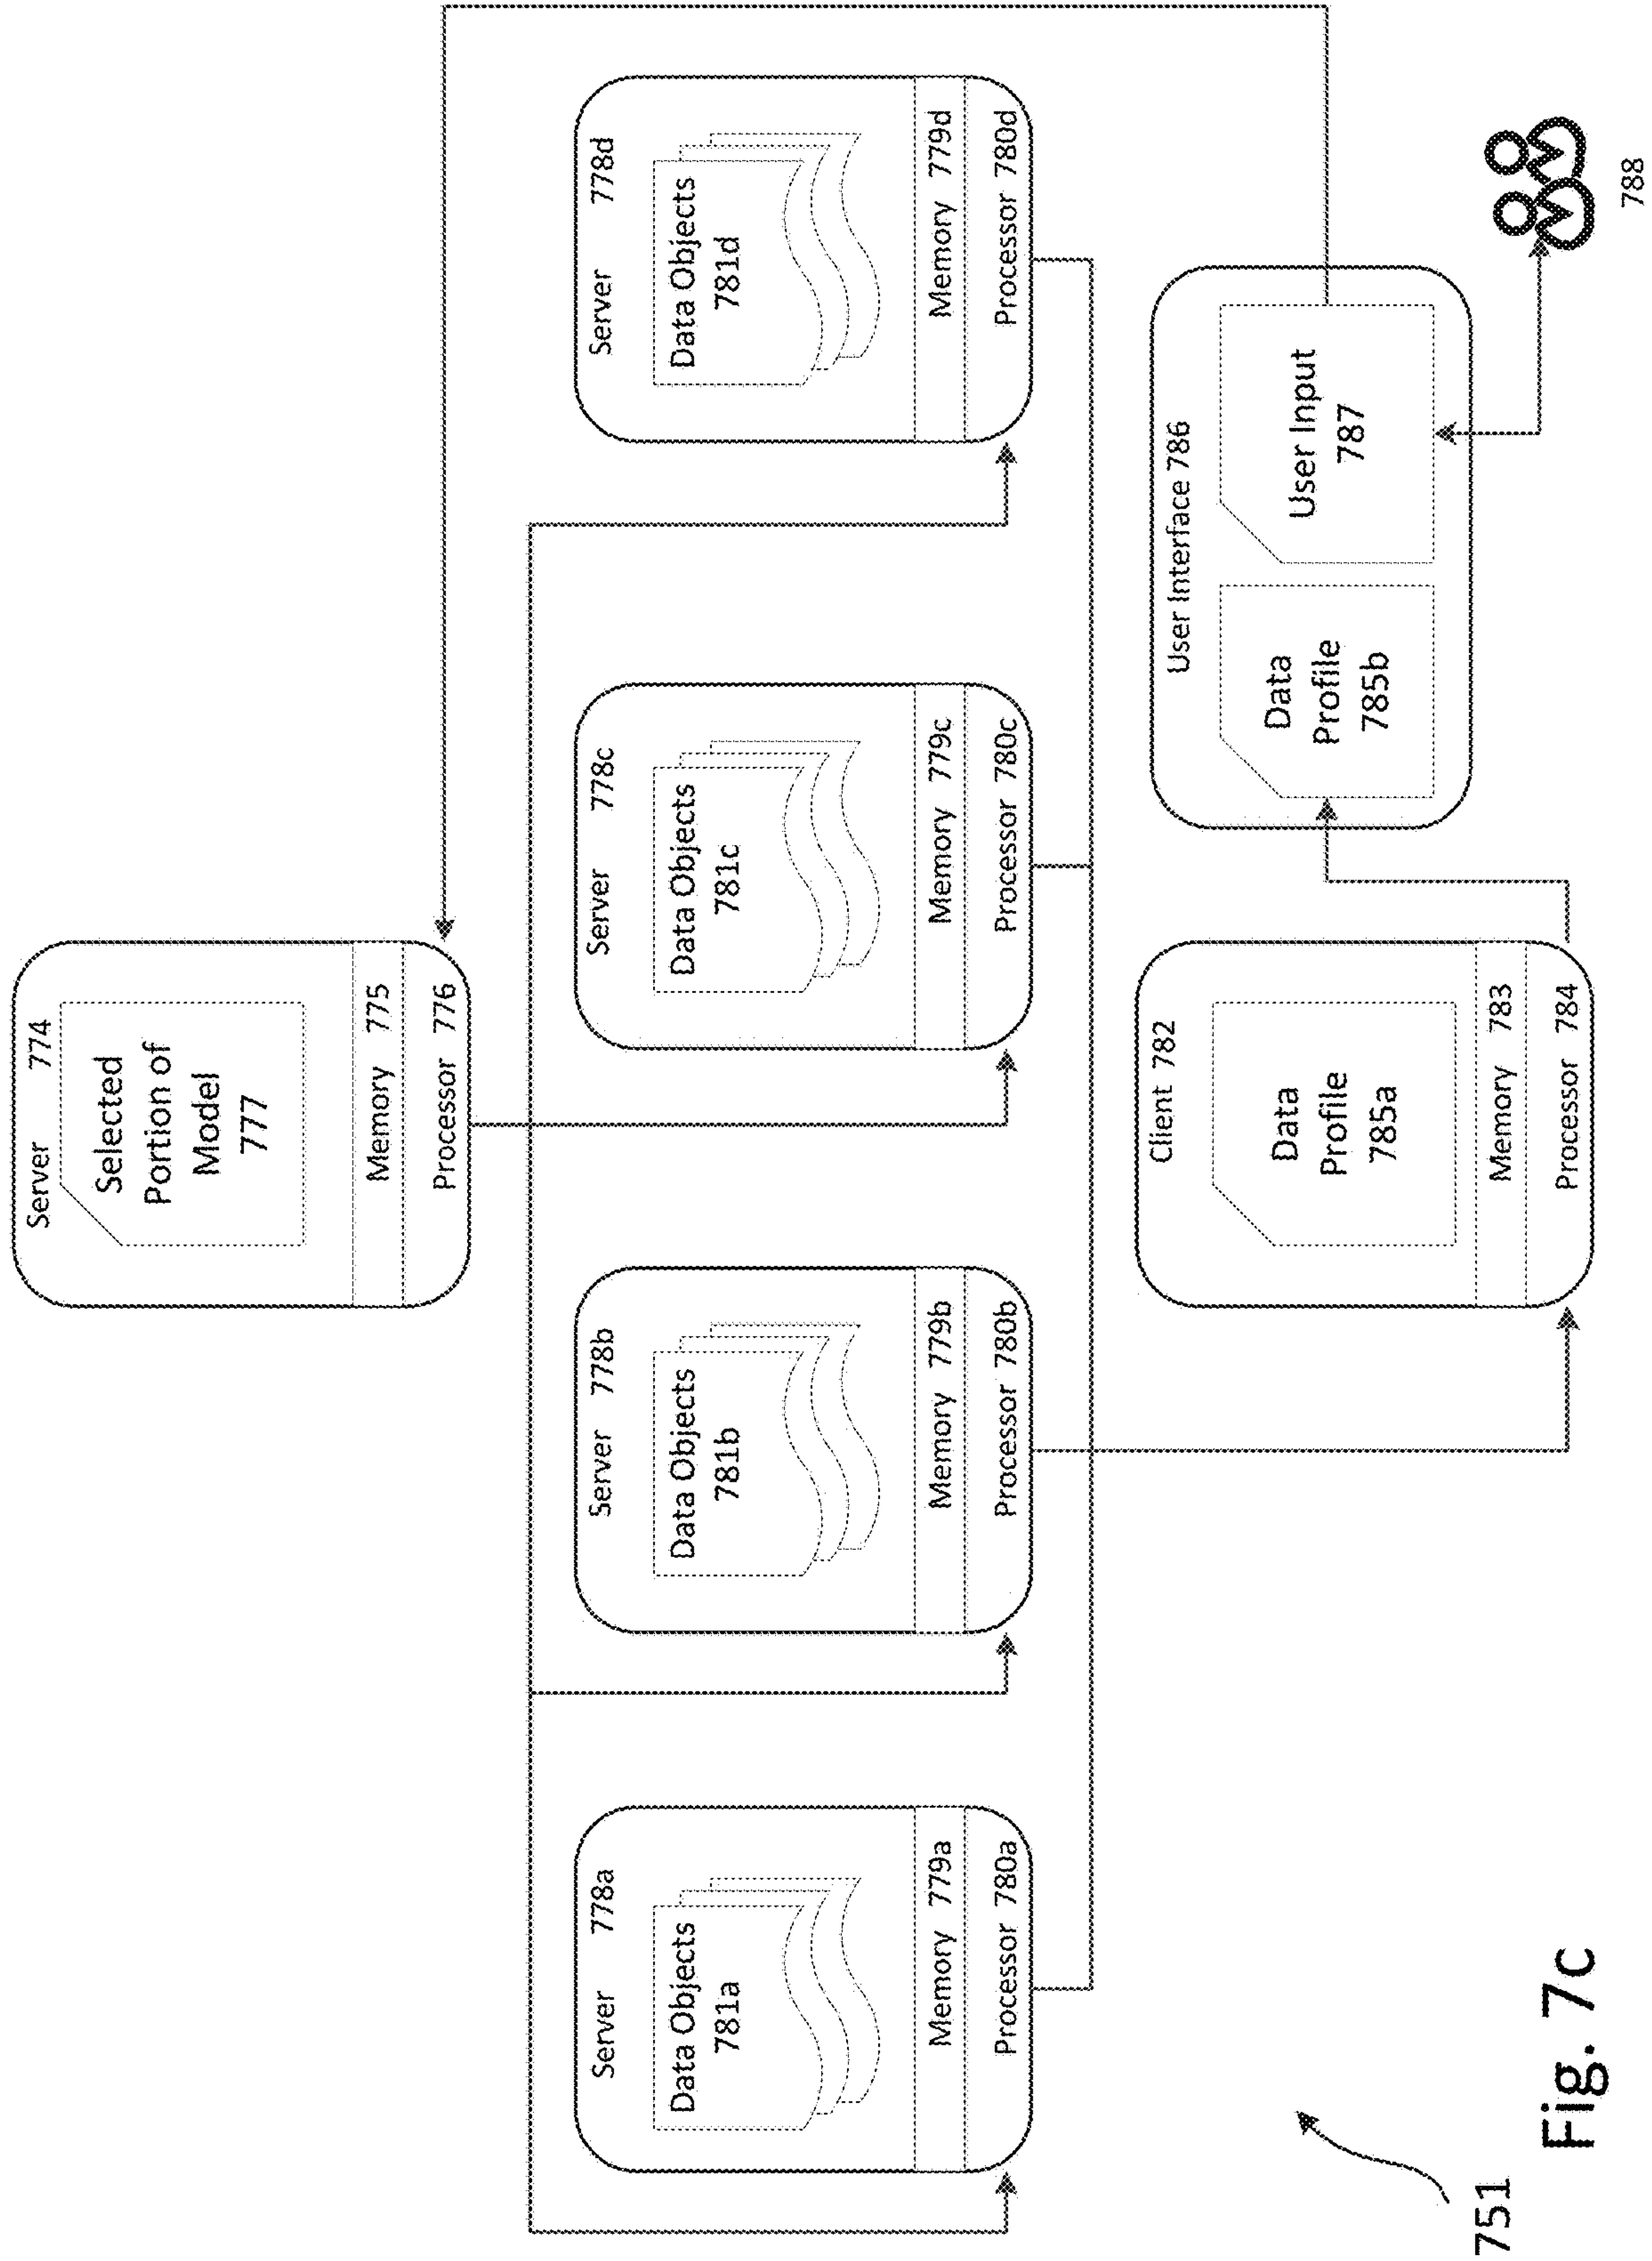 Server 774
Selected
Portion of
Model
777
Memory 775
Processor 776
Server 778a
Data Objects
781a
Memory 779a
Processor 780a
Server 778b
Data Objects
781b
Memory 779b
Processor 780b
Server 778c
Data Objects
781c
Memory 779c
Processor 780c
Server 778d
Data Objects
781d
Memory 779d
Processor 780d
Client 782
Data
Profile
785a
Memory 783
Processor 784
User Interface 786
Data
Profile
785b
User Input
787
788
751
Fig. 7c